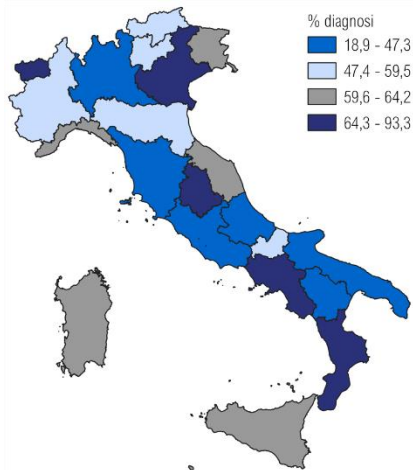 % diagnosi
18,9 - 47,3
47,4 - 59,5
59,6 - 64,2
64,3 - 93,3